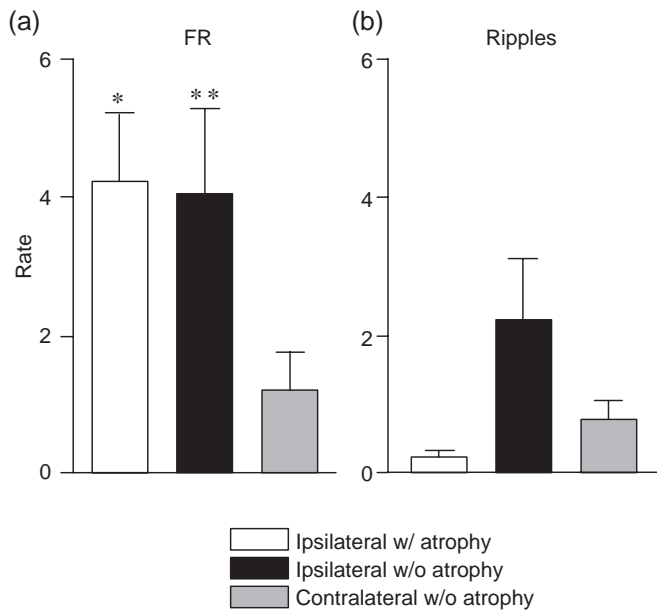 (a)
FR
6
4
2
0
Rate
* 
* *
(b)
Ripples
6
4
2
0
Ipsilateral w/ atrophy
Ipsilateral w/o atrophy
Contralateral w/o atrophy